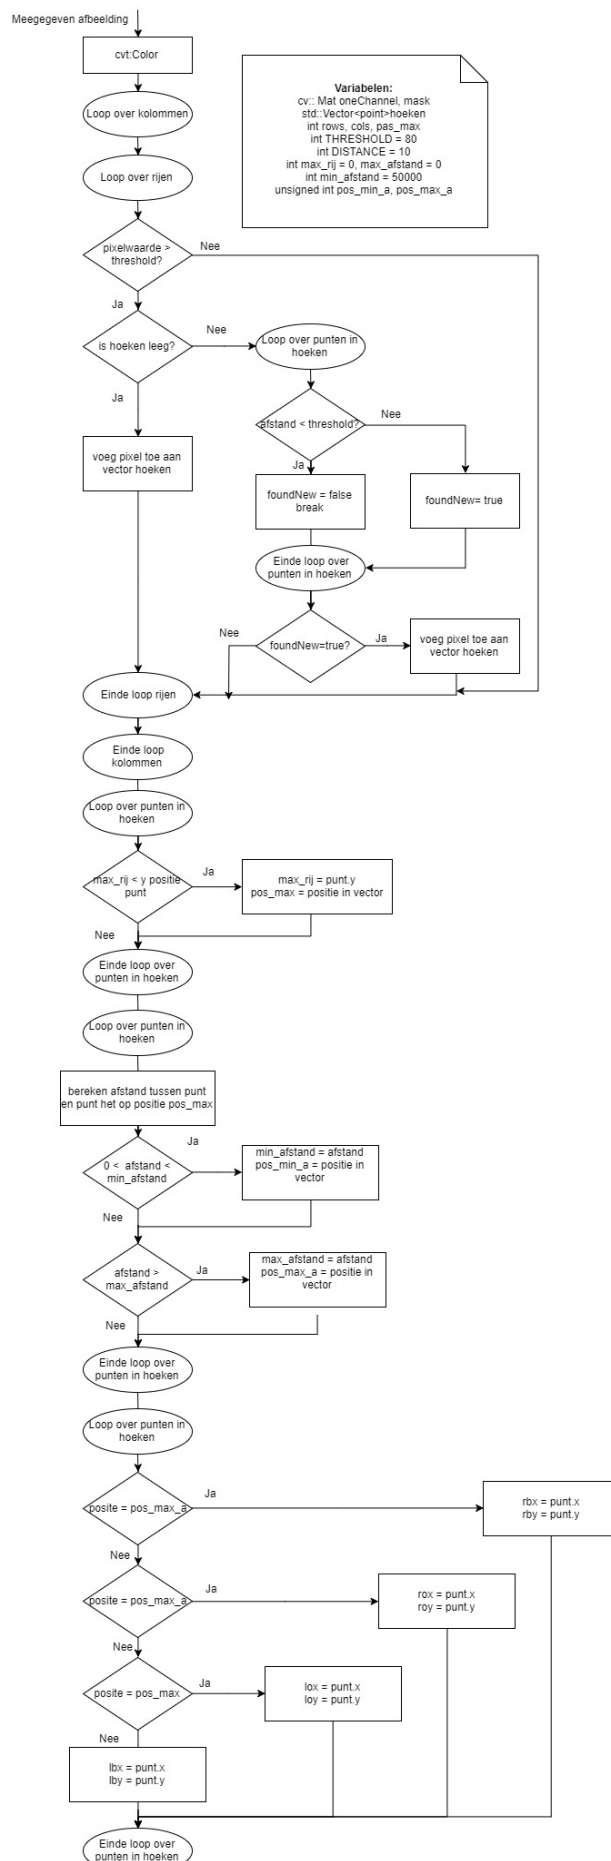 Meegegeven afbeelding
cvt:Color
Loop over kolommen
Loop over rijen
Variabelen:
cv:: Mat oneChannel, mask
std::Vector<point>hoeken
int rows, cols, pas_max
int THRESHOLD = 80
int DISTANCE = 10
int max_rij = 0, max_afstand = 0
int min_afstand = 50000
unsigned int pos_min_a, pos_max_a
pixelwaarde >
threshold?
Nee
Ja
is hoeken leeg?
Nee
Loop over punten in
hoeken
Ja
afstand < threshold?
Nee
Ja
voeg pixel toe aan
vector hoeken
foundNew = false
break
foundNew= true
Einde loop over
punten in hoeken
foundNew=true?
Nee
Ja
voeg pixel toe aan
vector hoeken
Einde loop rijen
Einde loop
kolommen
Loop over punten in
hoeken
max_rij < y positie
punt
Ja
max_rij = punt.y
pos_max = positie in vector
Nee
Einde loop over
punten in hoeken
Loop over punten in
hoeken
bereken afstand tussen punt
en punt het op positie pos_max
0 < afstand <
min_afstand
Ja
min_afstand = afstand
pos_min_a = positie in
vector
Nee
afstand >
max_afstand
Ja
max_afstand = afstand
pos_max_a = positie in
vector
Nee
Einde loop over
punten in hoeken
Loop over punten in
hoeken
posite = pos_max_a
Ja
rbx = punt.x
rby = punt.y
Nee
posite = pos_max_a
Ja
rox = punt.x
roy = punt.y
Nee
posite = pos_max
Ja
lox = punt.x
loy = punt.y
Nee
lbx = punt.x
lby = punt.y
Einde loop over
punten in hoeken